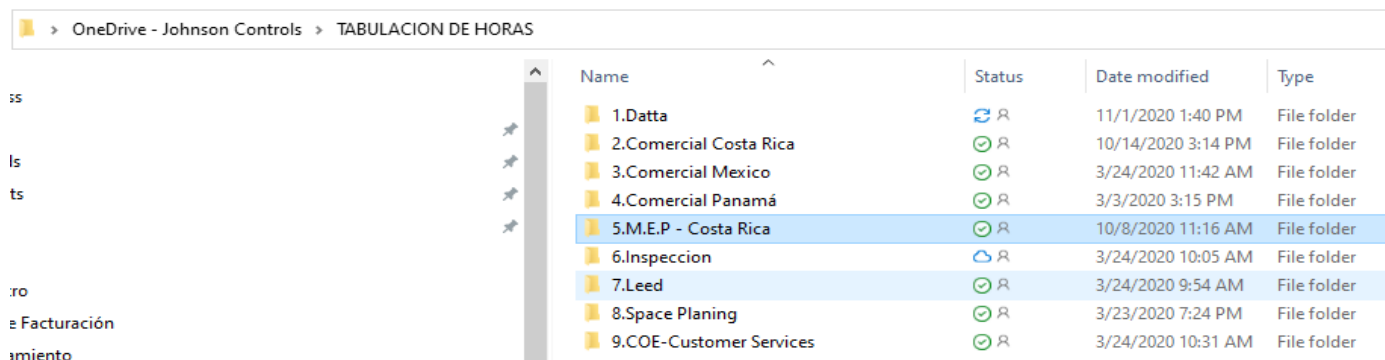 > OneDrive - Johnson Controls > TABULACION DE HORAS
Name Status Date modified Type
ss
1.Datta 11/1/2020 1:40 PM File folder
2.Comercial Costa Rica 10/14/2020 3:14 PM File folder
ls 3.Comercial Mexico 3/24/2020 11:42 AM File folder
ts 4.Comercial Panamá 3/3/2020 3:15 PM File folder
5.M.E.P - Costa Rica 10/8/2020 11:16 AM File folder
6.Inspeccion 3/24/2020 10:05 AM File folder
ro 7.Leed 3/24/2020 9:54 AM File folder
e Facturación 8.Space Planing 3/23/2020 7:24 PM File folder
amiento 9.COE-Customer Services 3/24/2020 10:31 AM File folder